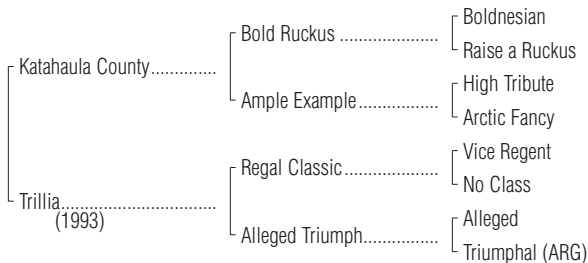 Boldnesian
Bold Ruckus ....................
Raise a Ruckus
Katahaula County.............
High Tribute
Ample Example................
Arctic Fancy
Vice Regent
Regal Classic...................
No Class
Trillia.........................
(1993)
Alleged
Alleged Triumph...............
Triumphal (ARG)